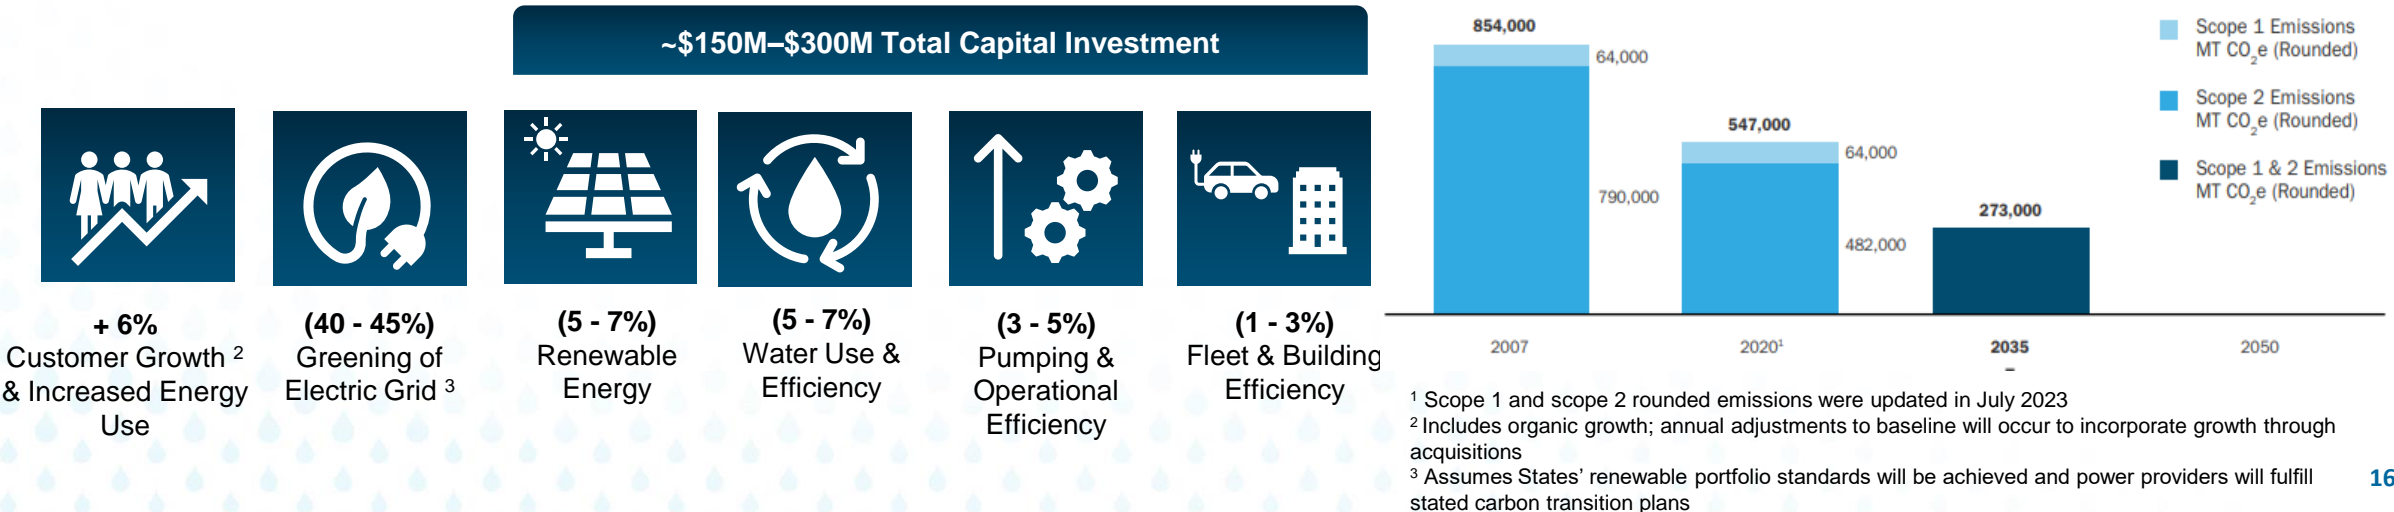 ~$150M–$300M Total Capital Investment
+ 6%
Customer Growth ²
& Increased Energy
Use
(40 - 45%)
Greening of
Electric Grid ³
(5 - 7%)
Renewable
Energy
(5 - 7%)
Water Use &
Efficiency
(3 - 5%)
Pumping &
Operational
Efficiency
(1 - 3%)
Fleet & Building
Efficiency
854,000
64,000
790,000
547,000
64,000
482,000
273,000
2007
2020¹
2035
2050
Scope 1 Emissions
MT CO₂e (Rounded)
Scope 2 Emissions
MT CO₂e (Rounded)
Scope 1 & 2 Emissions
MT CO₂e (Rounded)
¹ Scope 1 and scope 2 rounded emissions were updated in July 2023
² Includes organic growth; annual adjustments to baseline will occur to incorporate growth through
acquisitions
³ Assumes States’ renewable portfolio standards will be achieved and power providers will fulfill
stated carbon transition plans
16